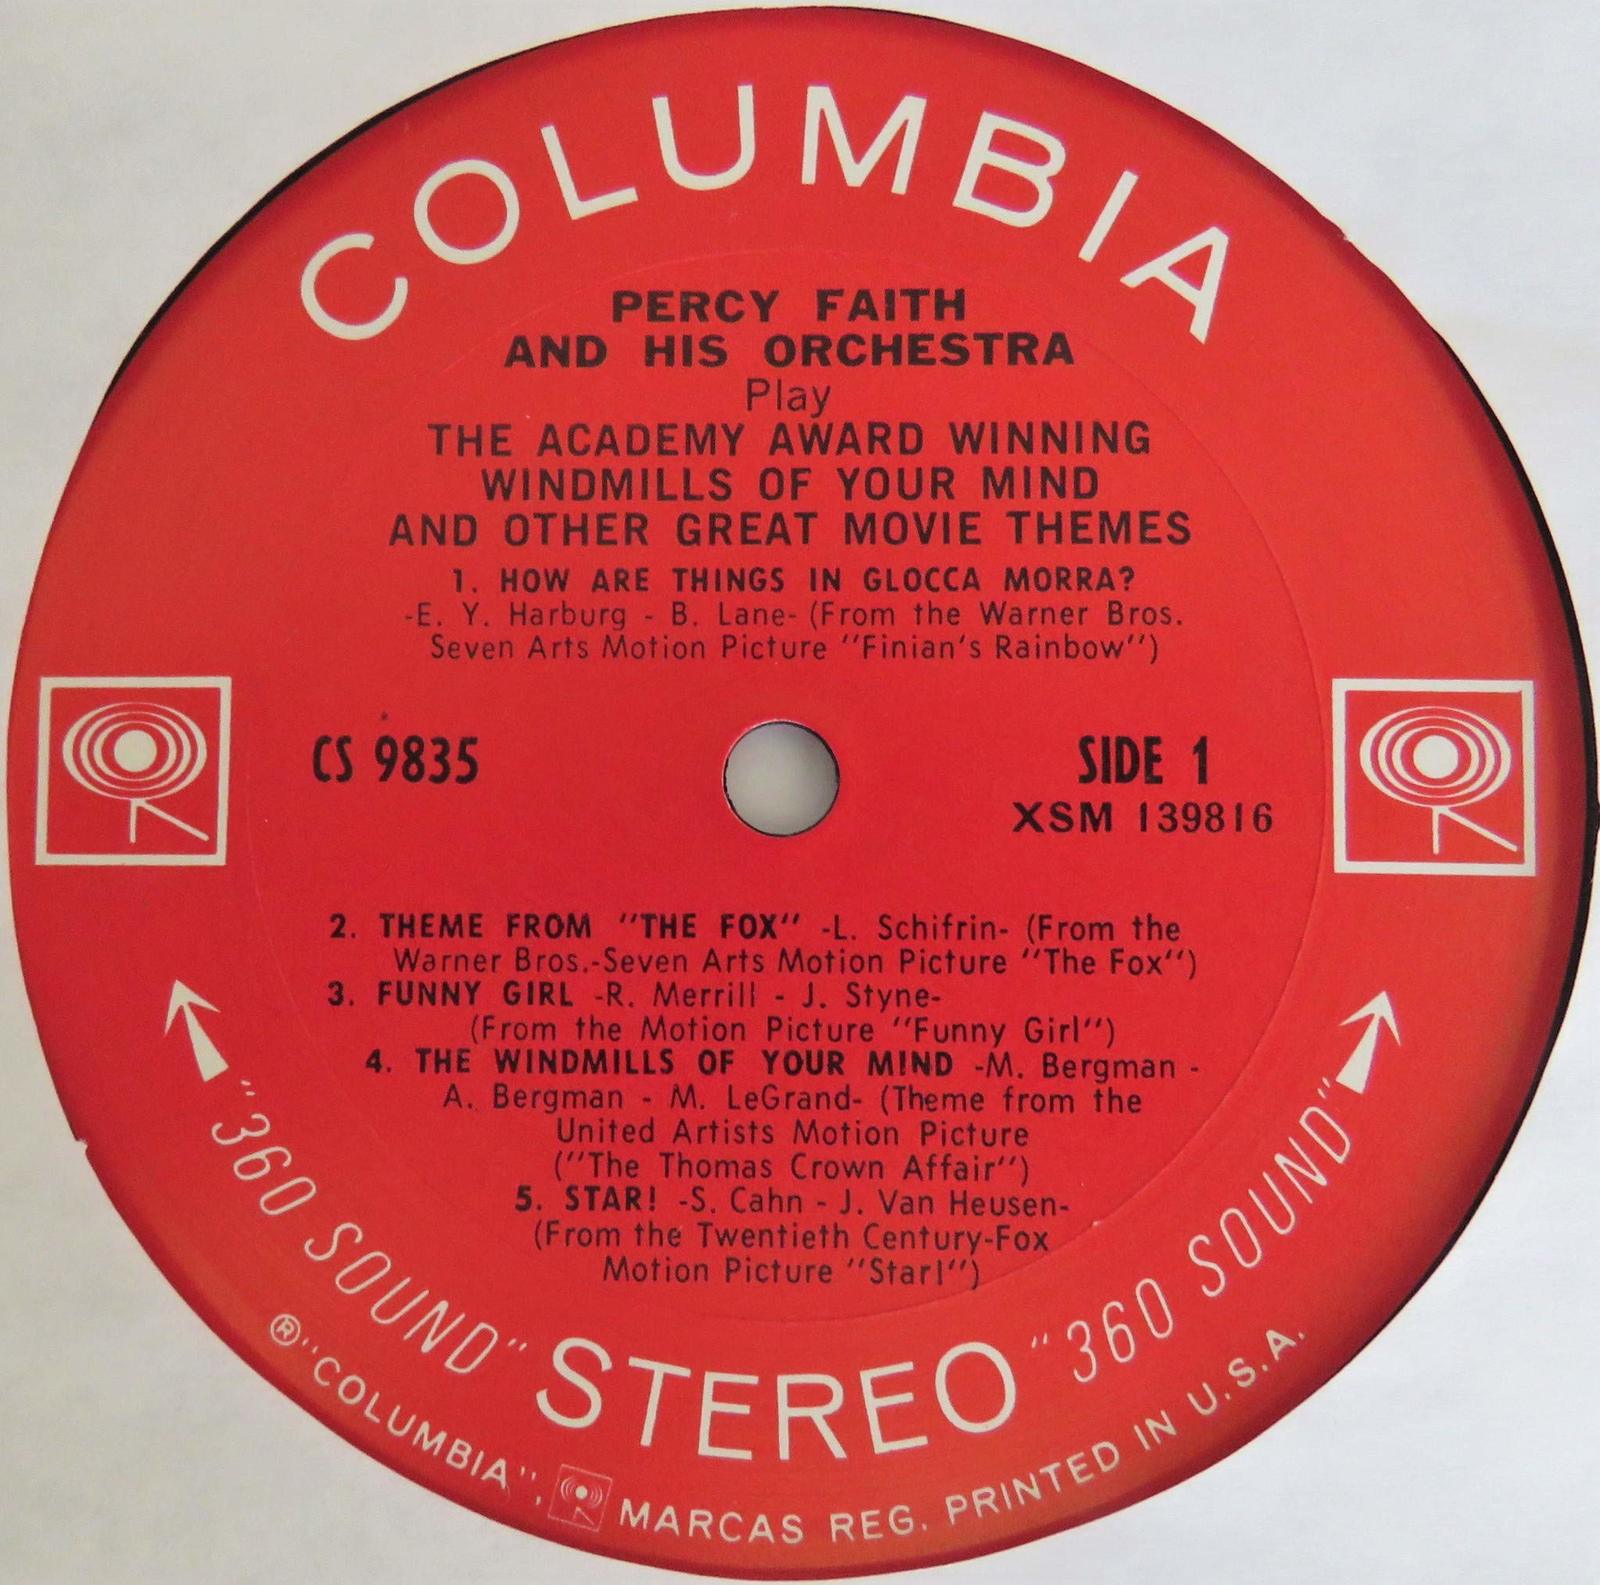 COLUMBIA
PERCY FAITH
AND HIS ORCHESTRA
Play
THE ACADEMY AWARD WINNING
WINDMILLS OF YOUR MIND
AND OTHER GREAT MOVIE THEMES
1. HOW ARE THINGS IN GLOCCA MORRA?
-E. Y. Harburg - B. Lane- (From the Warner Bros.
Seven Arts Motion Picture "Finian's Rainbow")
CS 9835
SIDE 1
XSM 139816
2. THEME FROM "THE FOX" -L. Schifrin- (From the
Warner Bros.-Seven Arts Motion Picture "The Fox")
3. FUNNY GIRL -R. Merrill - J. Styne-
(From the Motion Picture "Funny Girl")
4. THE WINDMILLS OF YOUR MIND -M. Bergman -
A. Bergman - M. LeGrand- (Theme from the
United Artists Motion Picture
("The Thomas Crown Affair")
5. STAR! -S. Cahn - J. Van Heusen-
(From the Twentieth Century-Fox
Motion Picture "Star!")
"360 SOUND" STEREO "360 SOUND"
® "COLUMBIA", MARCAS REG. PRINTED IN U.S.A.